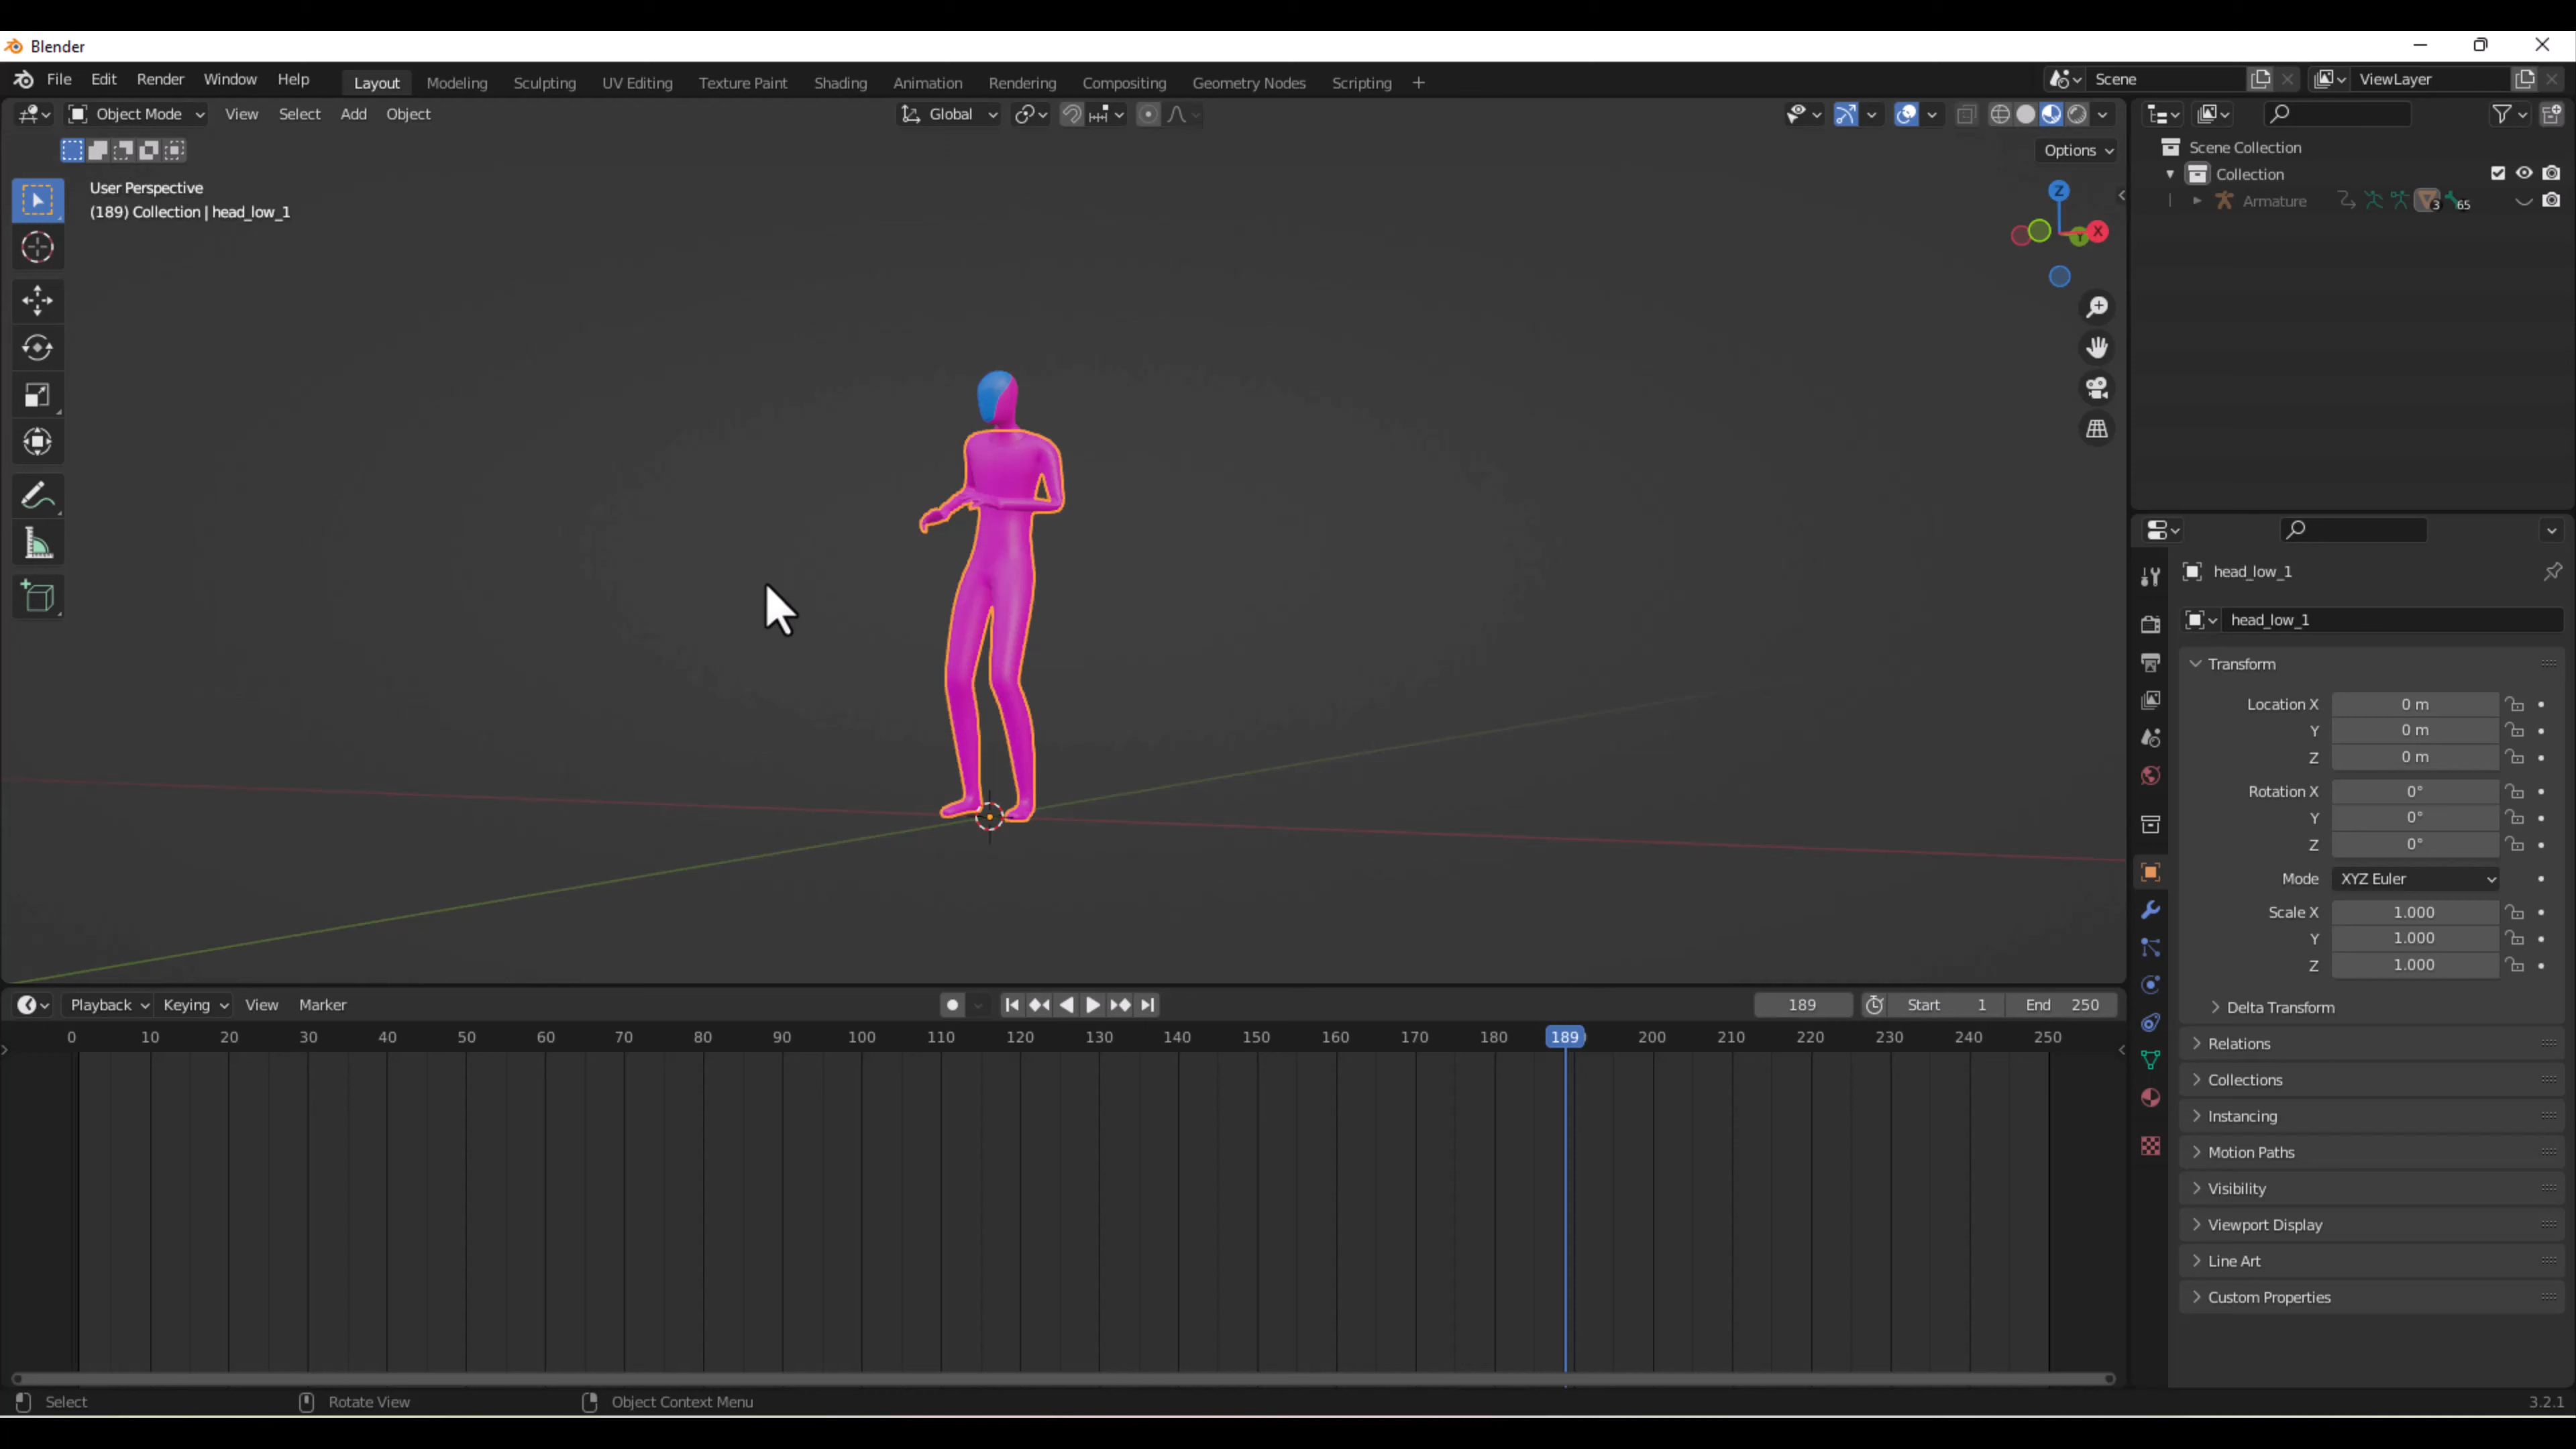 Blender
File Edit Render Window Help Layout Modeling Sculpting UV Editing Texture Paint Shading Animation Rendering Compositing Geometry Nodes Scripting + Scene ViewLayer
Object Mode View Select Add Object Global
Options
User Perspective
(189) Collection | head_low_1
Z
X
Y
Scene Collection
Collection
Armature 3 65
head_low_1
head_low_1
Transform
Location X 0 m
Y 0 m
Z 0 m
Rotation X 0°
Y 0°
Z 0°
Mode XYZ Euler
Scale X 1.000
Y 1.000
Z 1.000
Delta Transform
Relations
Collections
Instancing
Motion Paths
Visibility
Viewport Display
Line Art
Custom Properties
Playback Keying View Marker 189 Start 1 End 250
0 10 20 30 40 50 60 70 80 90 100 110 120 130 140 150 160 170 180 189 200 210 220 230 240 250
Select Rotate View Object Context Menu 3.2.1